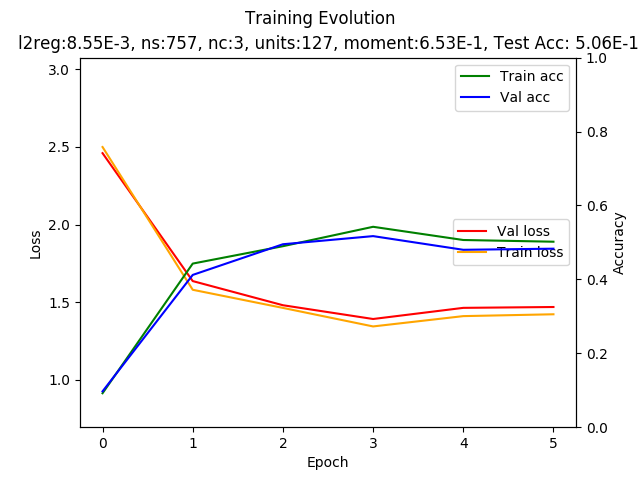 Training Evolution
l2reg:8.55E-3, ns:757, nc:3, units:127, moment:6.53E-1, Test Acc: 5.06E-1
3.0
2.5
2.0
1.5
1.0
Loss
Train acc
Val acc
Val loss
Train loss
1.0
0.8
0.6
0.4
0.2
0.0
Accuracy
0 1 2 3 4 5
Epoch